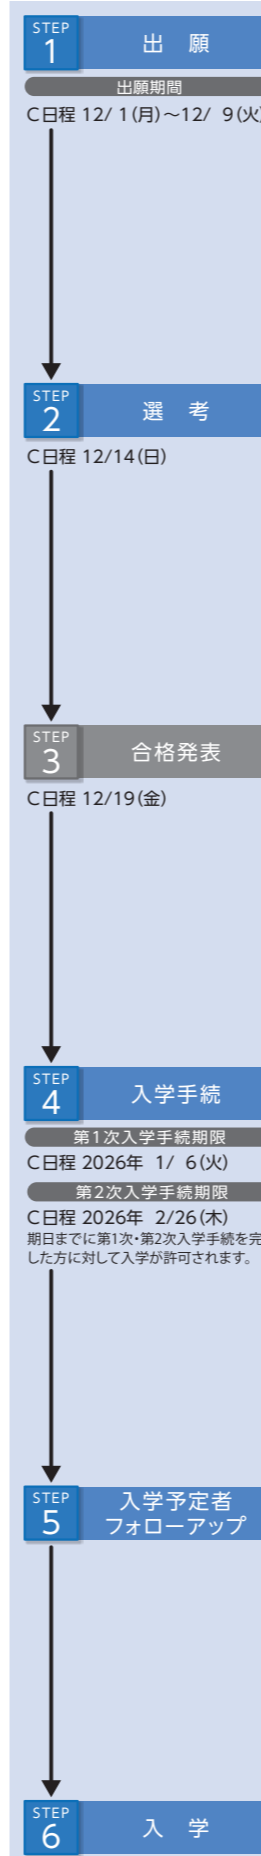 STEP
1
出 願
出願期間
C日程 12/ 1(月)~12/ 9(火)
STEP
2
選 考
C日程 12/14(日)
STEP
3
合格発表
C日程 12/19(金)
STEP
4
入学手続
第1次入学手続期限
C日程 2026年 1/ 6(火)
第2次入学手続期限
C日程 2026年 2/26(木)
期日までに第1次・第2次入学手続を完
した方に対して入学が許可されます。
STEP
5
入学予定者
フォローアップ
STEP
6
入 学